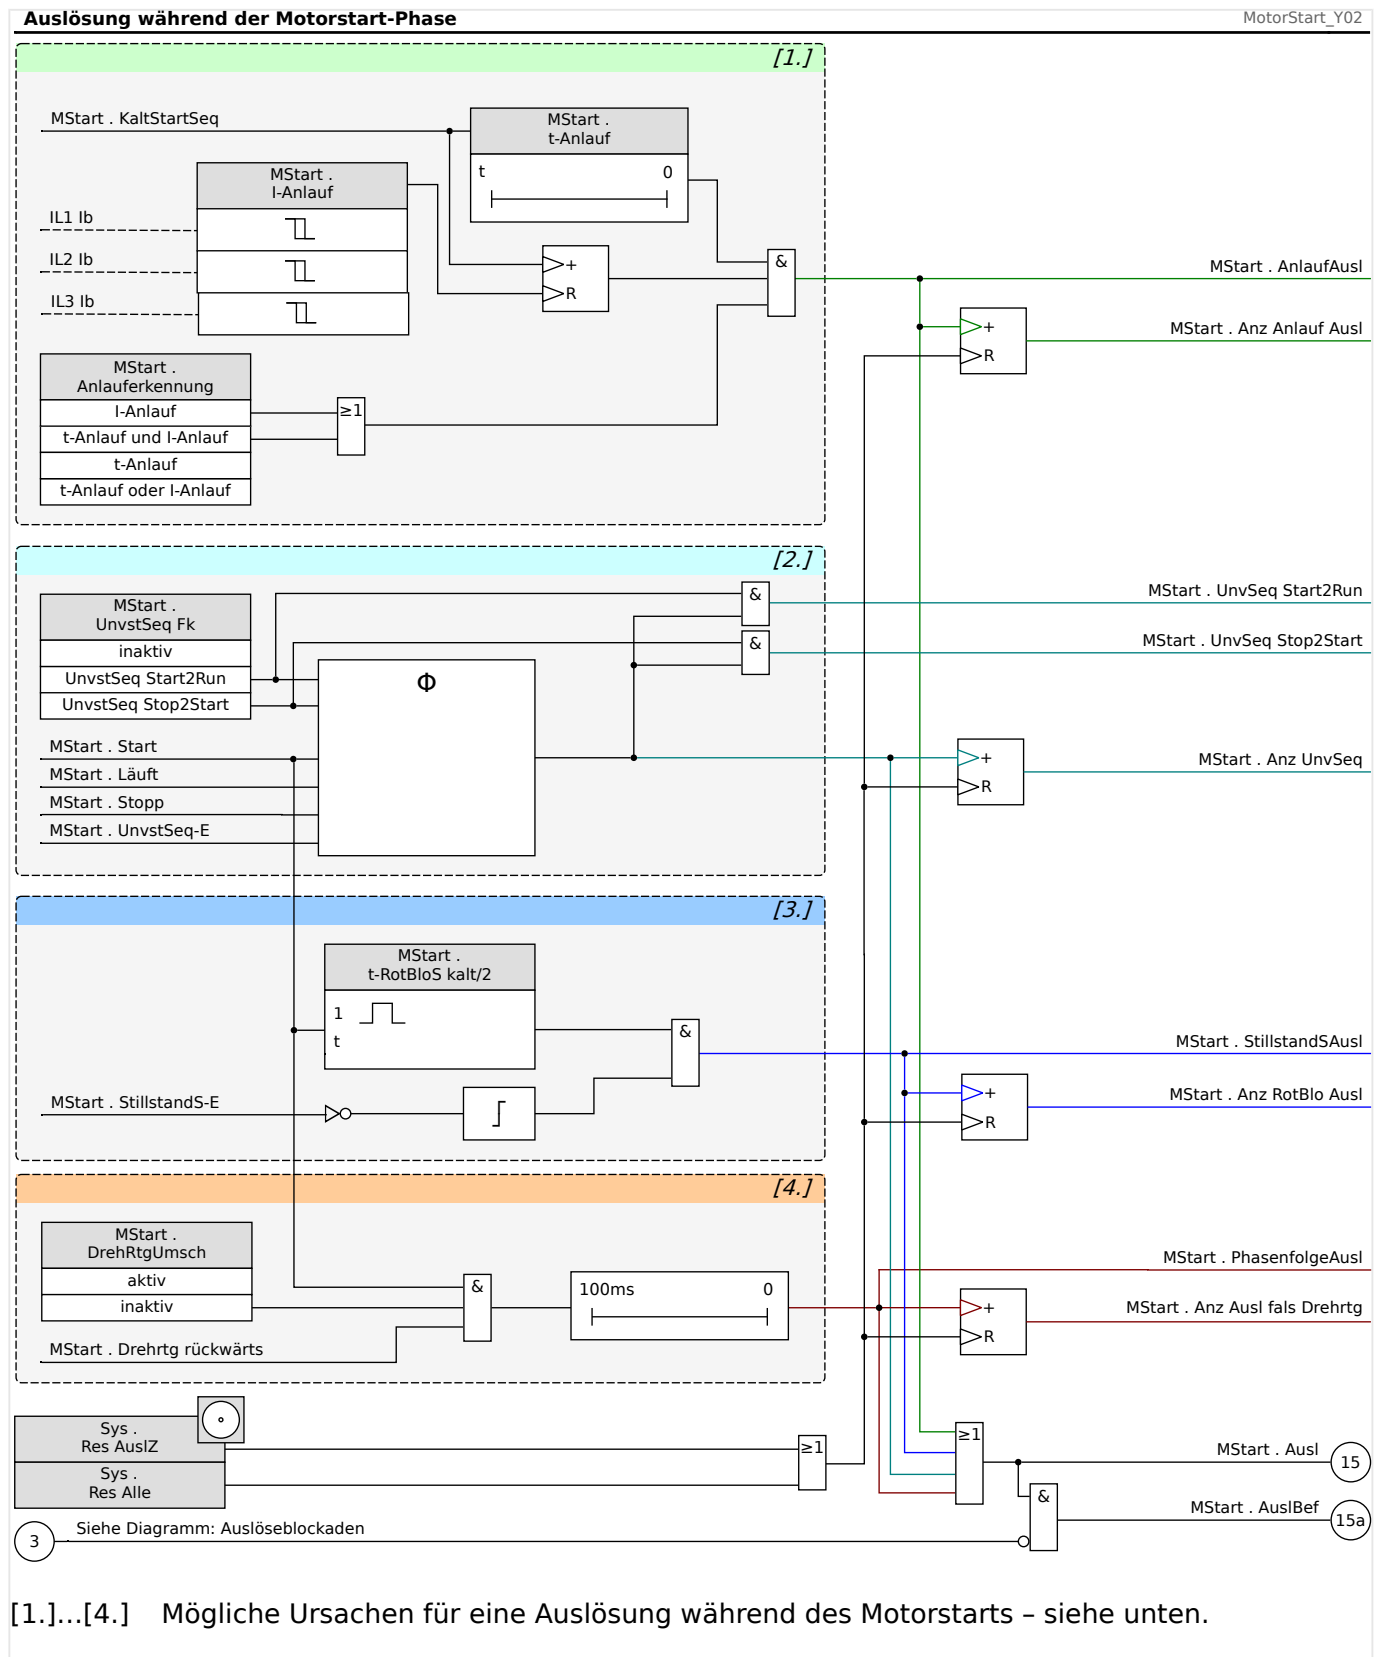 Auslösung während der Motorstart-Phase
MotorStart_Y02
[1.]
MStart . KaltStartSeq
MStart .
t-Anlauf
t
0
MStart .
I-Anlauf
IL1 Ib
IL2 Ib
IL3 Ib
+
R
&
MStart . AnlaufAusl
+
R
MStart . Anz Anlauf Ausl
MStart .
Anlauferkennung
I-Anlauf
t-Anlauf und I-Anlauf
t-Anlauf
t-Anlauf oder I-Anlauf
≥1
[2.]
MStart .
UnvstSeq Fk
inaktiv
UnvstSeq Start2Run
UnvstSeq Stop2Start
Φ
&
&
MStart . UnvSeq Start2Run
MStart . UnvSeq Stop2Start
MStart . Start
MStart . Läuft
MStart . Stopp
MStart . UnvstSeq-E
+
R
MStart . Anz UnvSeq
[3.]
MStart .
t-RotBloS kalt/2
1
t
&
MStart . StillstandSAusl
MStart . StillstandS-E
+
R
MStart . Anz RotBlo Ausl
[4.]
MStart .
DrehRtgUmsch
aktiv
inaktiv
MStart . Drehrtg rückwärts
&
100ms
0
MStart . PhasenfolgeAusl
+
R
MStart . Anz Ausl fals Drehrtg
Sys .
Res AuslZ
Sys .
Res Alle
≥1
≥1
MStart . Ausl
15
&
MStart . AuslBef
15a
3
Siehe Diagramm: Auslöseblockaden
[1.]...[4.] Mögliche Ursachen für eine Auslösung während des Motorstarts – siehe unten.